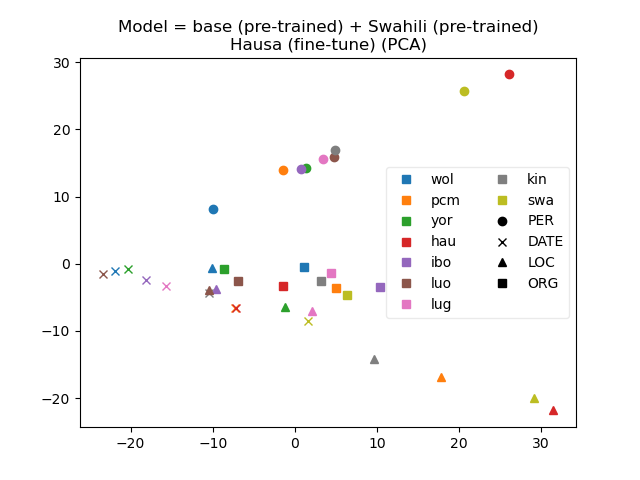 Model = base (pre-trained) + Swahili (pre-trained)
Hausa (fine-tune) (PCA)
30
20
10
0
−10
−20
−20
−10
0
10
20
30
wol
pcm
yor
hau
ibo
luo
lug
kin
swa
PER
DATE
LOC
ORG